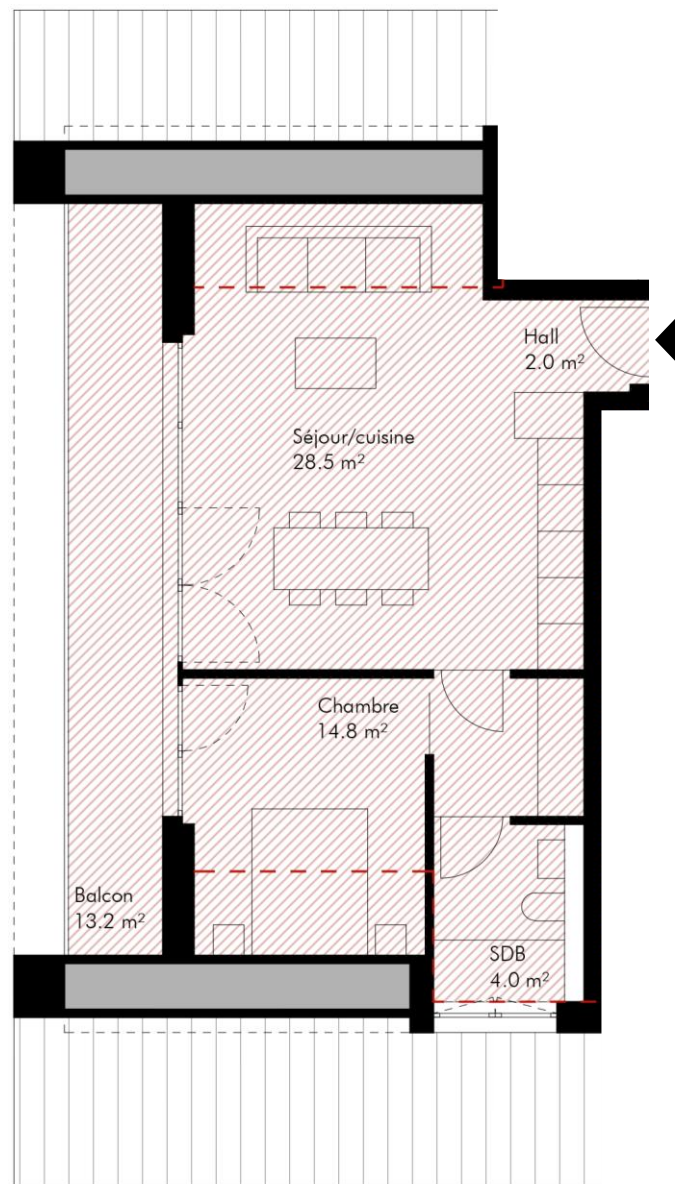 Hall
2.0 m²
Séjour/cuisine
28.5 m²
Chambre
14.8 m²
Balcon
13.2 m²
SDB
4.0 m²